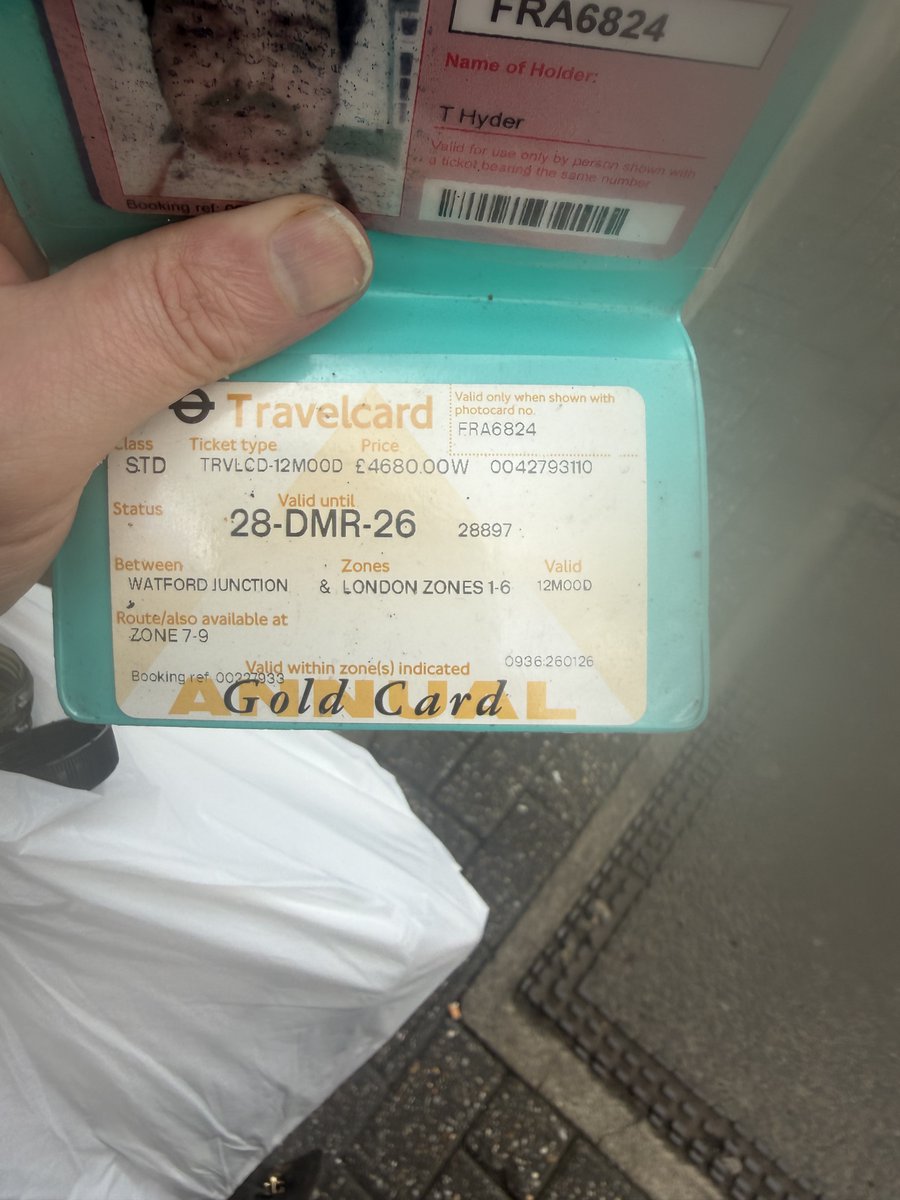 FRA6824
Name of Holder:
T Hyder
Valid for use only by person shown with
a ticket bearing the same number
Booking ref:
Travelcard
Valid only when shown with
photocard no.
FRA6824
Class Ticket type Price
STD TRVLCD-12MOOD £4680.00W 0042793110
Status Valid until
28-DMR-26 28897
Between Zones Valid
WATFORD JUNCTION & LONDON ZONES 1-6 12MOOD
Route/also available at
ZONE 7-9
Valid within zone(s) indicated 0936260126
Booking ref 00227933
ANNUAL
Gold Card